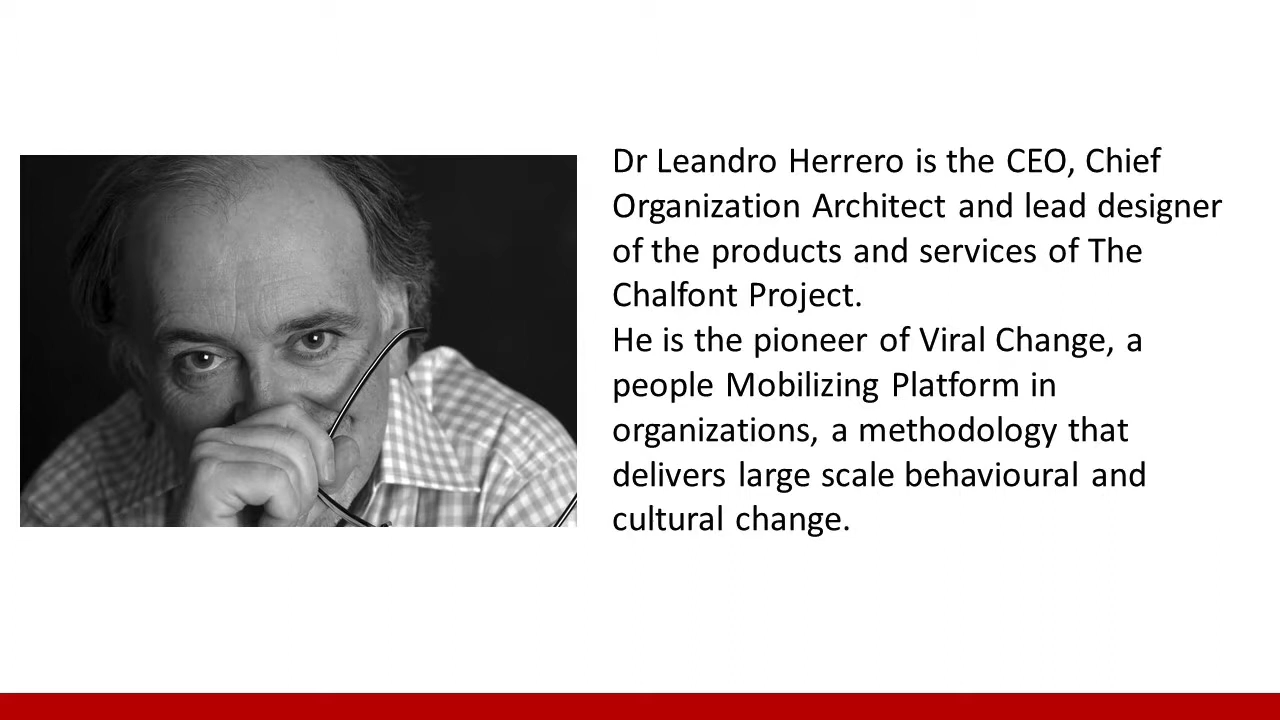 Dr Leandro Herrero is the CEO, Chief
Organization Architect and lead designer
of the products and services of The
Chalfont Project.
He is the pioneer of Viral Change, a
people Mobilizing Platform in
organizations, a methodology that
delivers large scale behavioural and
cultural change.